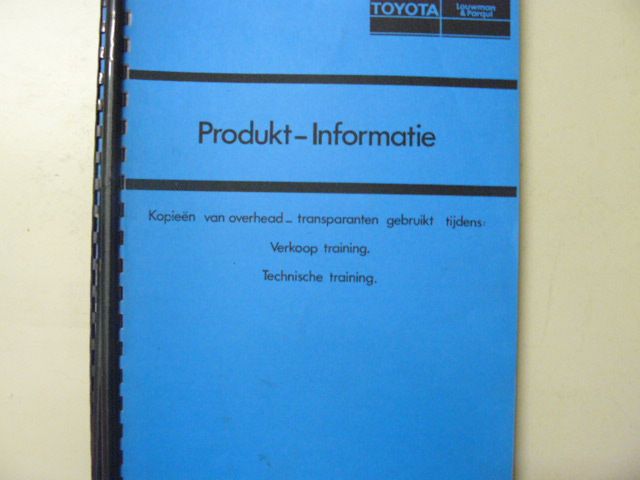 TOYOTA
Louwman
& Parqui
Produkt-Informatie
Kopieën van overhead - transparanten gebruikt tijdens:
Verkoop training.
Technische training.